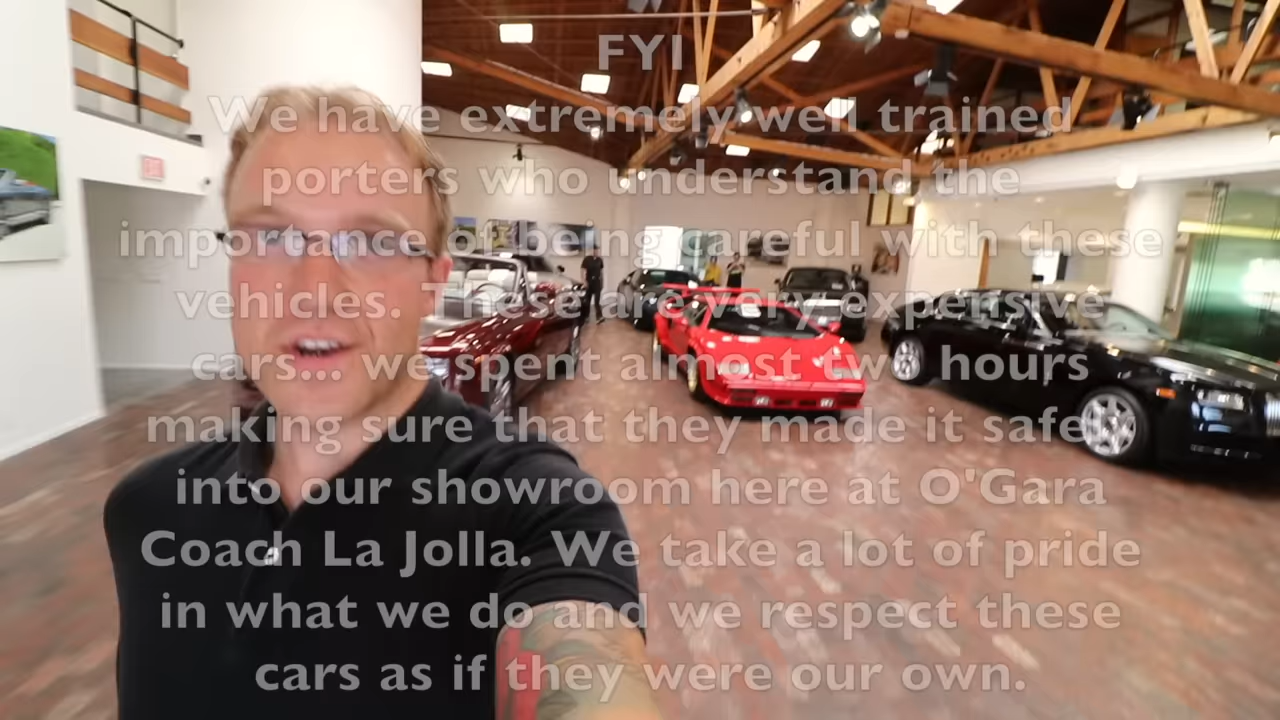 FYI
We have extremely well trained
porters who understand the
importance of being careful with these
vehicles. These are very expensive
cars... we spent almost two hours
making sure that they made it safe
into our showroom here at O'Gara
Coach La Jolla. We take a lot of pride
in what we do and we respect these
cars as if they were our own.
EXIT